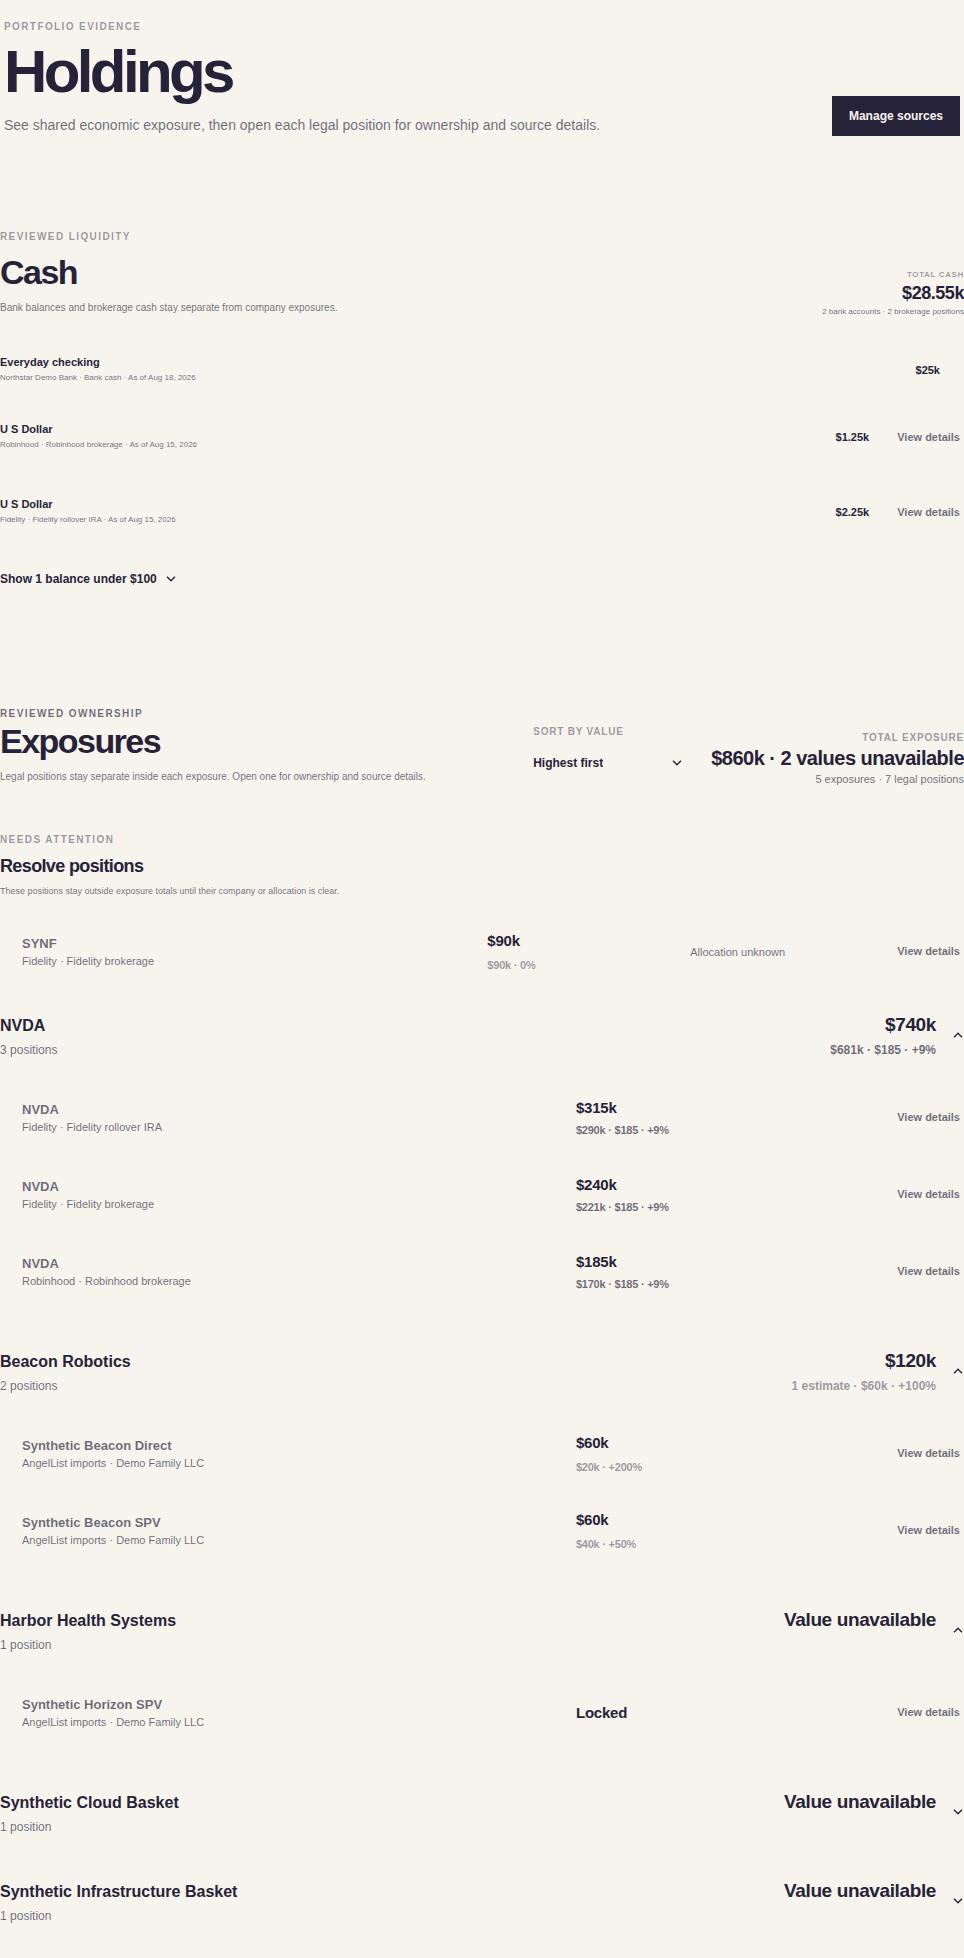 PORTFOLIO EVIDENCE
Holdings
See shared economic exposure, then open each legal position for ownership and source details.
Manage sources
REVIEWED LIQUIDITY
Cash
Bank balances and brokerage cash stay separate from company exposures.
TOTAL CASH
$28.55k
2 bank accounts · 2 brokerage positions
Everyday checking
Northstar Demo Bank · Bank cash · As of Aug 18, 2026
$25k
U S Dollar
Robinhood · Robinhood brokerage · As of Aug 15, 2026
$1.25k
View details
U S Dollar
Fidelity · Fidelity rollover IRA · As of Aug 15, 2026
$2.25k
View details
Show 1 balance under $100
REVIEWED OWNERSHIP
Exposures
Legal positions stay separate inside each exposure. Open one for ownership and source details.
SORT BY VALUE
Highest first
TOTAL EXPOSURE
$860k · 2 values unavailable
5 exposures · 7 legal positions
NEEDS ATTENTION
Resolve positions
These positions stay outside exposure totals until their company or allocation is clear.
SYNF
Fidelity · Fidelity brokerage
$90k
$90k · 0%
Allocation unknown
View details
NVDA
3 positions
$740k
$681k · $185 · +9%
NVDA
Fidelity · Fidelity rollover IRA
$315k
$290k · $185 · +9%
View details
NVDA
Fidelity · Fidelity brokerage
$240k
$221k · $185 · +9%
View details
NVDA
Robinhood · Robinhood brokerage
$185k
$170k · $185 · +9%
View details
Beacon Robotics
2 positions
$120k
1 estimate · $60k · +100%
Synthetic Beacon Direct
AngelList imports · Demo Family LLC
$60k
$20k · +200%
View details
Synthetic Beacon SPV
AngelList imports · Demo Family LLC
$60k
$40k · +50%
View details
Harbor Health Systems
1 position
Value unavailable
Synthetic Horizon SPV
AngelList imports · Demo Family LLC
Locked
View details
Synthetic Cloud Basket
1 position
Value unavailable
Synthetic Infrastructure Basket
1 position
Value unavailable